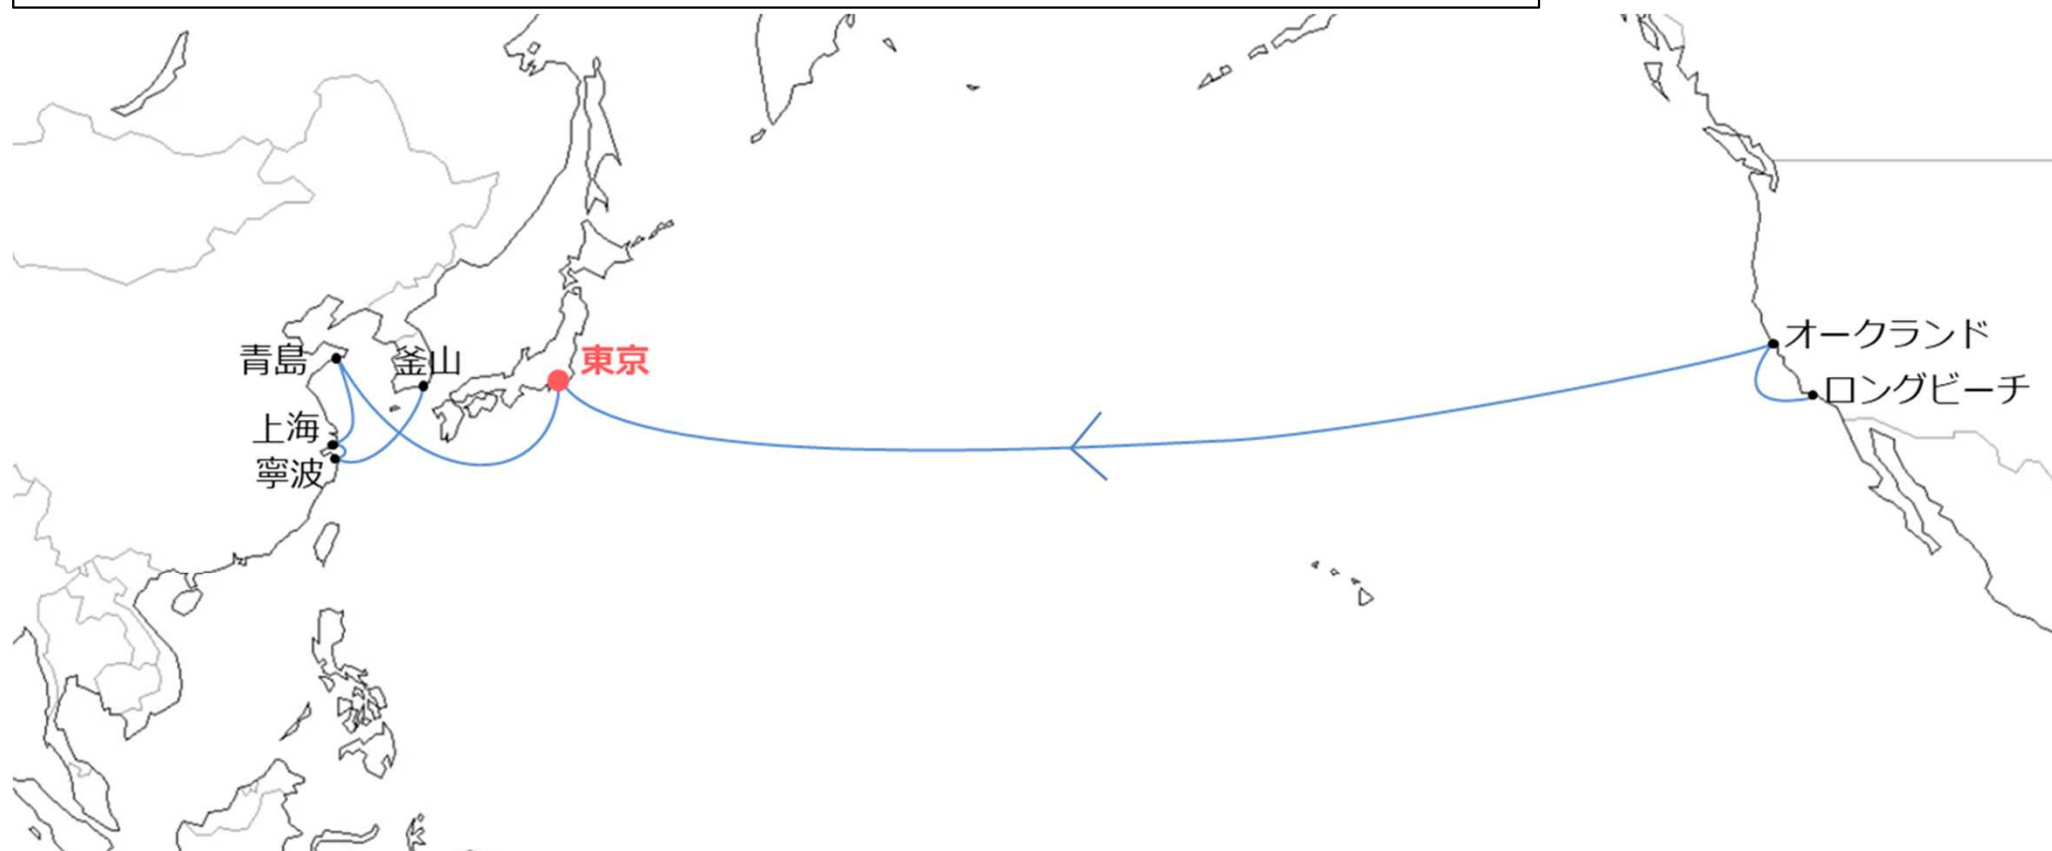 オークランド
青島
釜山
東京
ロングビーチ
上海
寧波